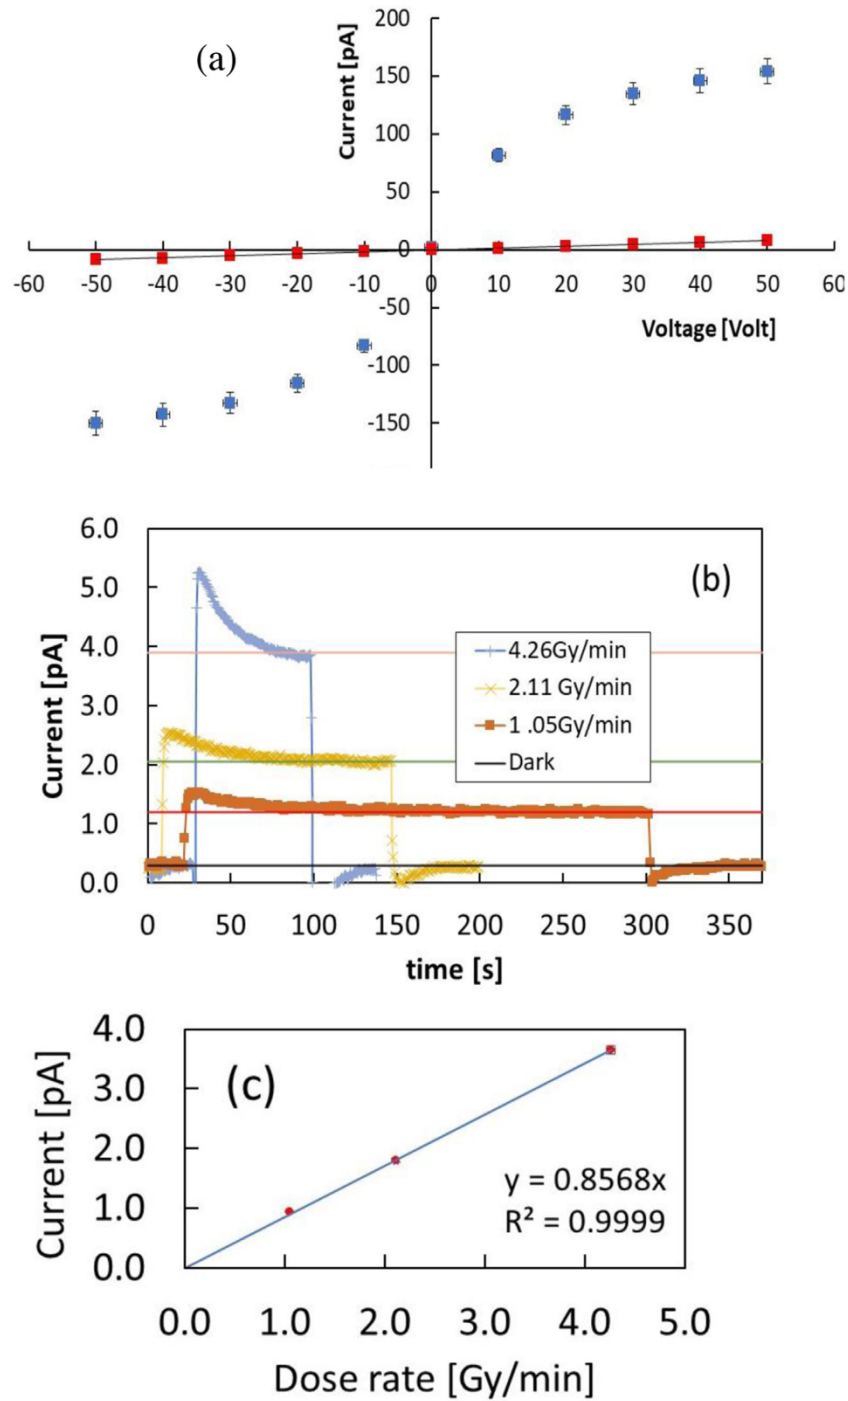 (a)
Current [pA]
200
150
100
50
0
-50
-100
-150
-60 -50 -40 -30 -20 -10 0 10 20 30 40 50 60
Voltage [Volt]
(b)
Current [pA]
6.0
5.0
4.0
3.0
2.0
1.0
0.0
4.26Gy/min
2.11 Gy/min
1 .05Gy/min
Dark
0 50 100 150 200 250 300 350
time [s]
(c)
Current [pA]
4.0
3.0
2.0
1.0
0.0
y = 0.8568x
R² = 0.9999
0.0 1.0 2.0 3.0 4.0 5.0
Dose rate [Gy/min]